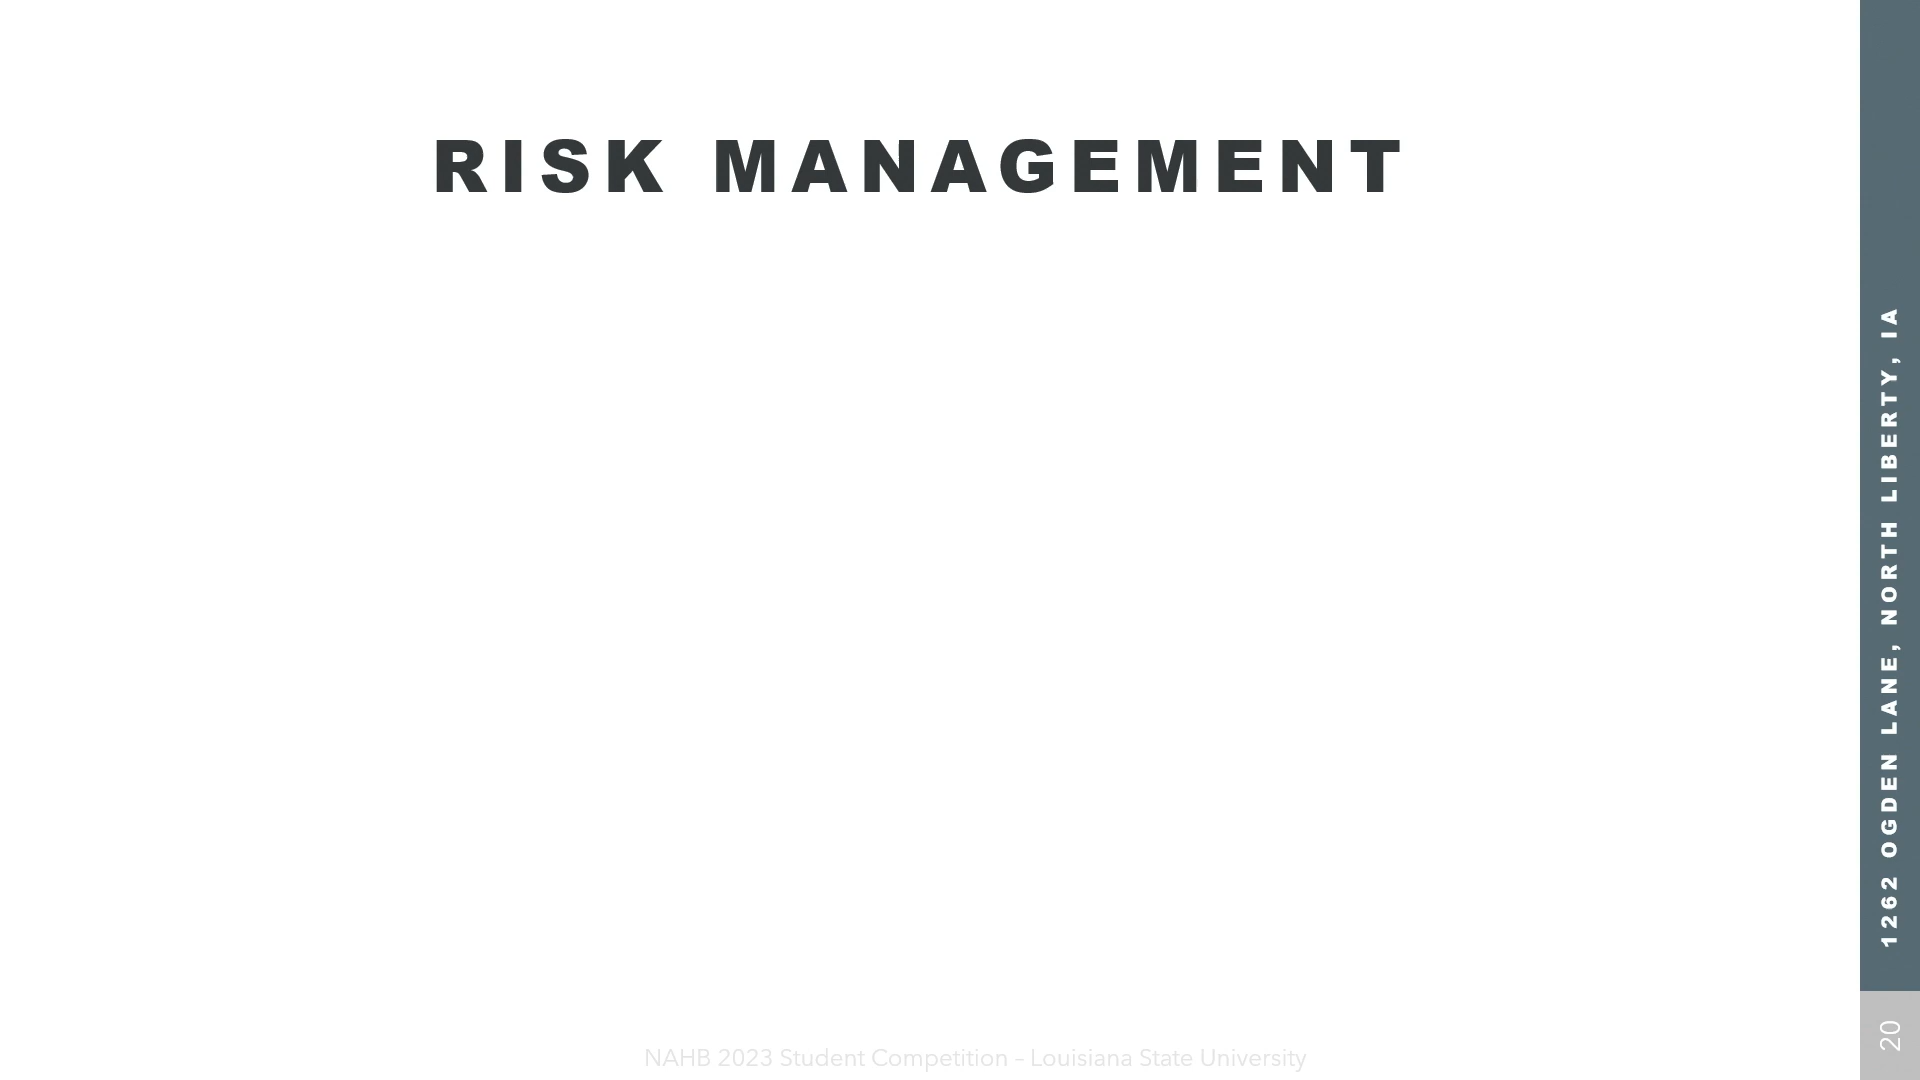 RISK MANAGEMENT
1262 OGDEN LANE, NORTH LIBERTY, IA
NAHB 2023 Student Competition – Louisiana State University
20